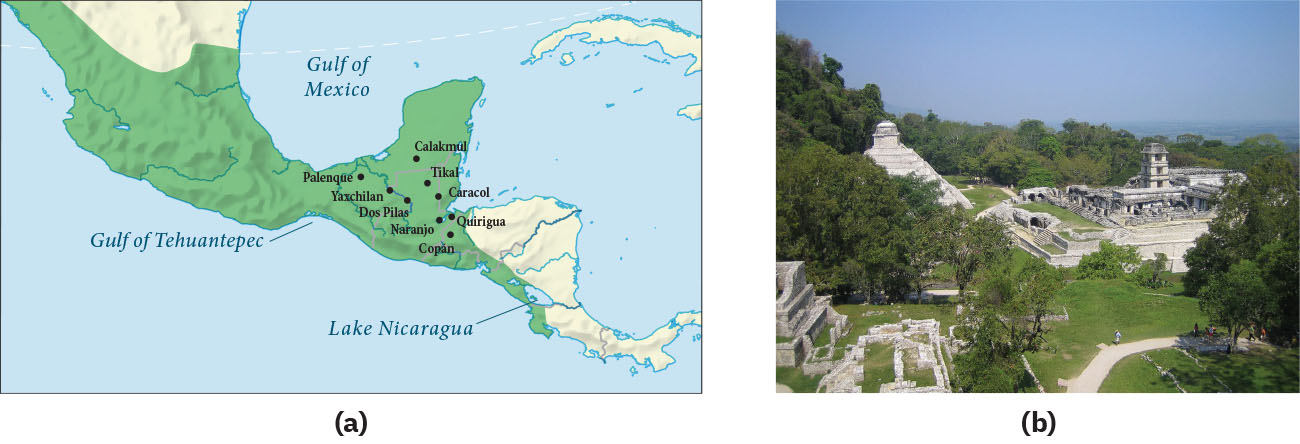 Gulf of
Mexico
Calakmul
Palenque
Tikal
Yaxchilan
Caracol
Dos Pilas
Quirigua
Naranjo
Copán
Gulf of Tehuantepec
Lake Nicaragua
(a)
(b)